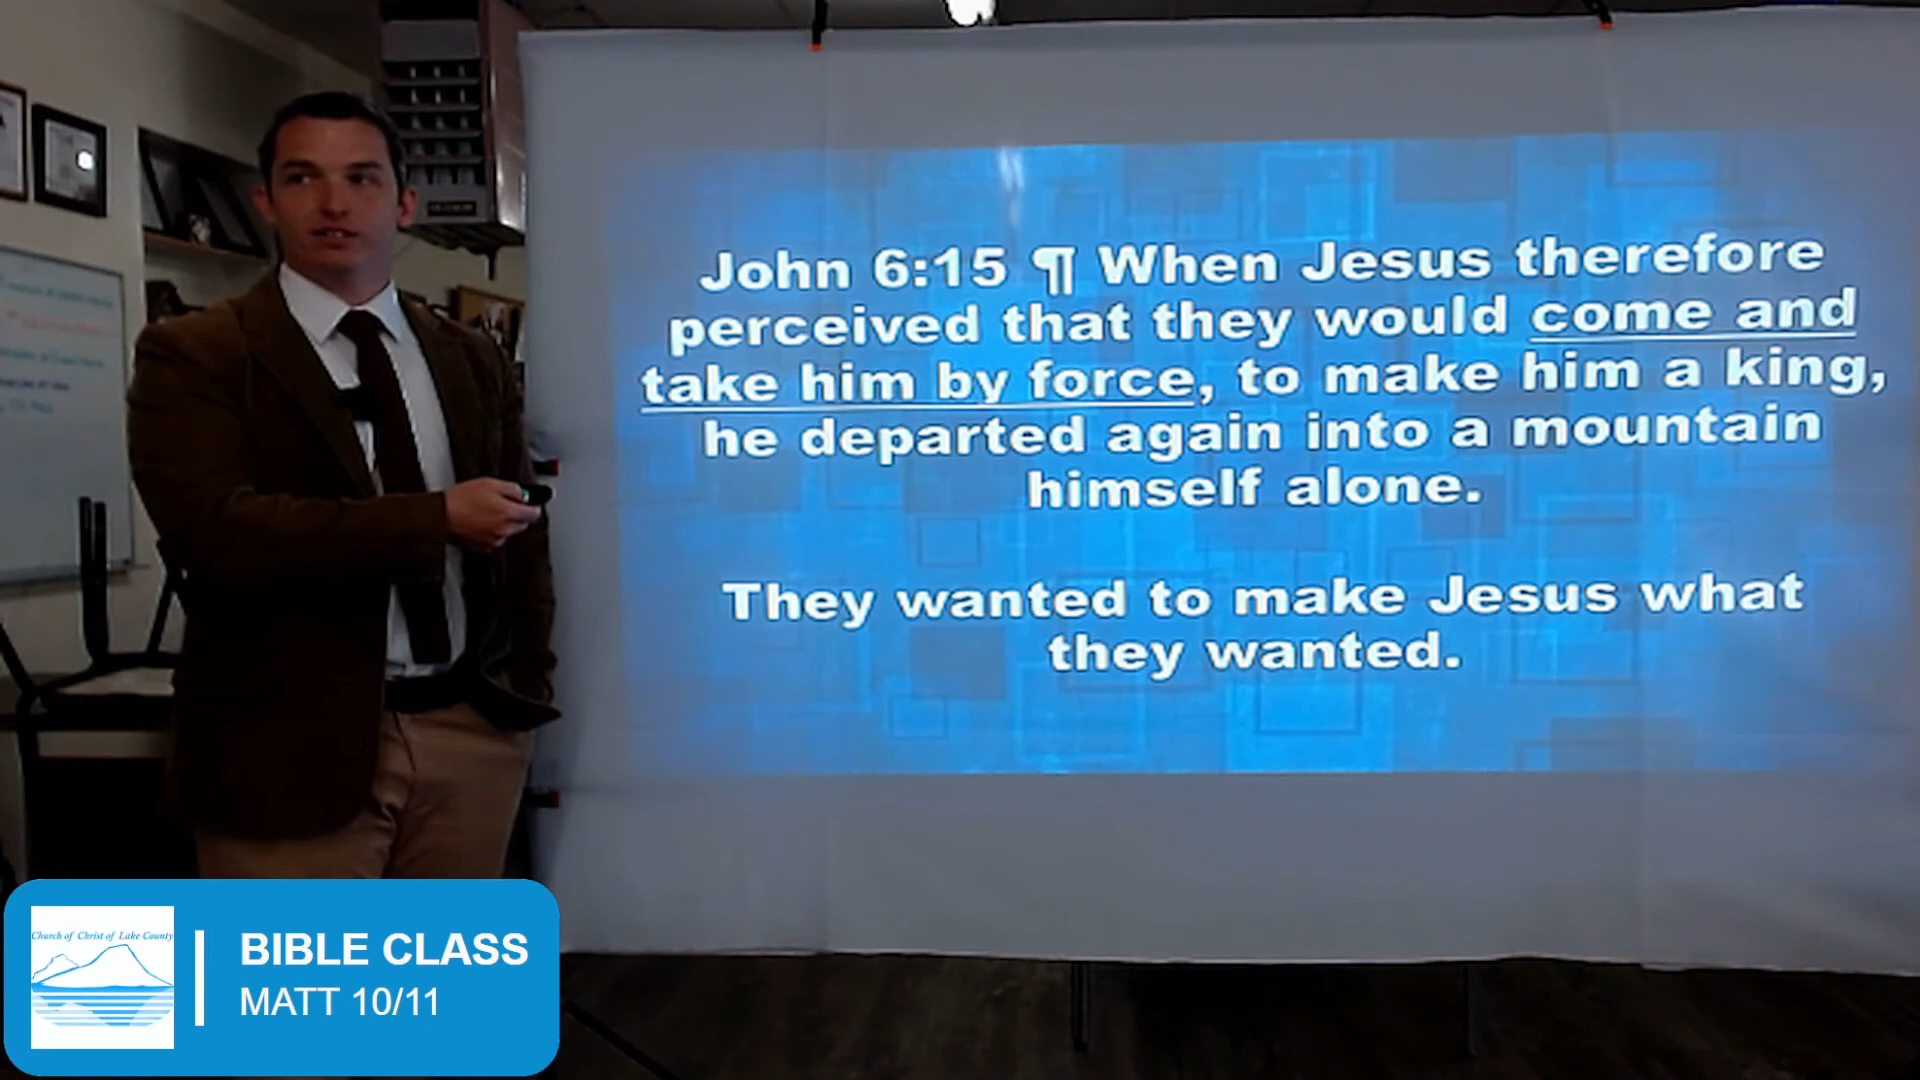 John 6:15 ¶ When Jesus therefore
perceived that they would come and
take him by force, to make him a king,
he departed again into a mountain
himself alone.
They wanted to make Jesus what
they wanted.
Church of Christ of Lake County
BIBLE CLASS
MATT 10/11